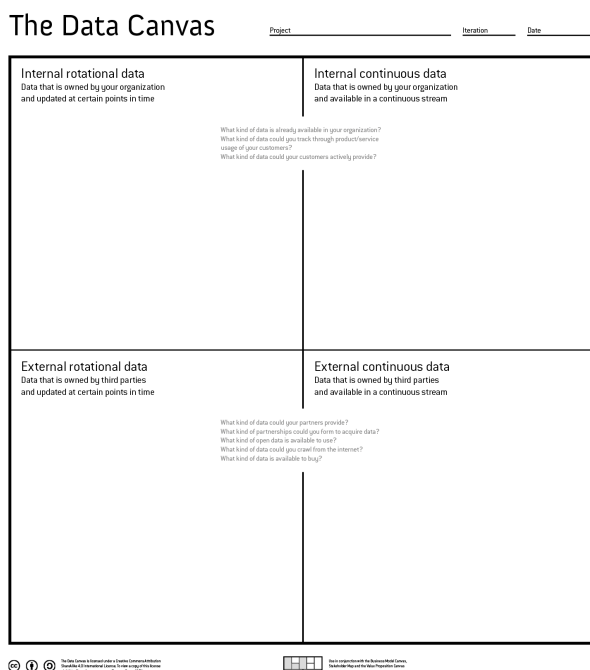 The Data Canvas
Project
Iteration
Date
Internal rotational data
Data that is owned by your organization
and updated at certain points in time
Internal continuous data
Data that is owned by your organization
and available in a continuous stream
What kind of data is already available in your organization?
What kind of data could you track through product/service
usage of your customers?
What kind of data could your customers actively provide?
External rotational data
Data that is owned by third parties
and updated at certain points in time
External continuous data
Data that is owned by third parties
and available in a continuous stream
What kind of data could your partners provide?
What kind of partnerships could you form to acquire data?
What kind of open data is available to use?
What kind of data could you crawl from the internet?
What kind of data is available to buy?
cc
The Data Canvas is licensed under a Creative Commons Attribution
ShareAlike 4.0 International License. To view a copy of this license
Use in conjunction with the Business Model Canvas,
Stakeholder Map and the Value Proposition Canvas.